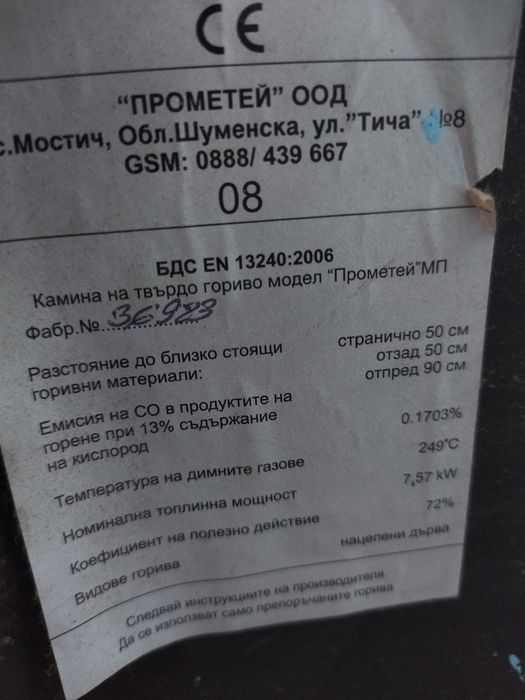 CE
“ПРОМЕТЕЙ” ООД
с.Мостич, Обл.Шуменска, ул.”Тича” №8
GSM: 0888/ 439 667
08
БДС EN 13240:2006
Камина на твърдо гориво модел “Прометей”МП
Фабр.№ 36923
Разстояние до близко стоящи горивни материали: странично 50 см
отзад 50 см
отпред 90 см
Емисия на CO в продуктите на
горене при 13% съдържание
на кислород 0.1703%
Температура на димните газове 249°C
Номинална топлинна мощност 7,57 kW
Коефициент на полезно действие 72%
Видове горива нацепени дърва
Следвай инструкциите на производителя
Да се използват само препоръчаните горива